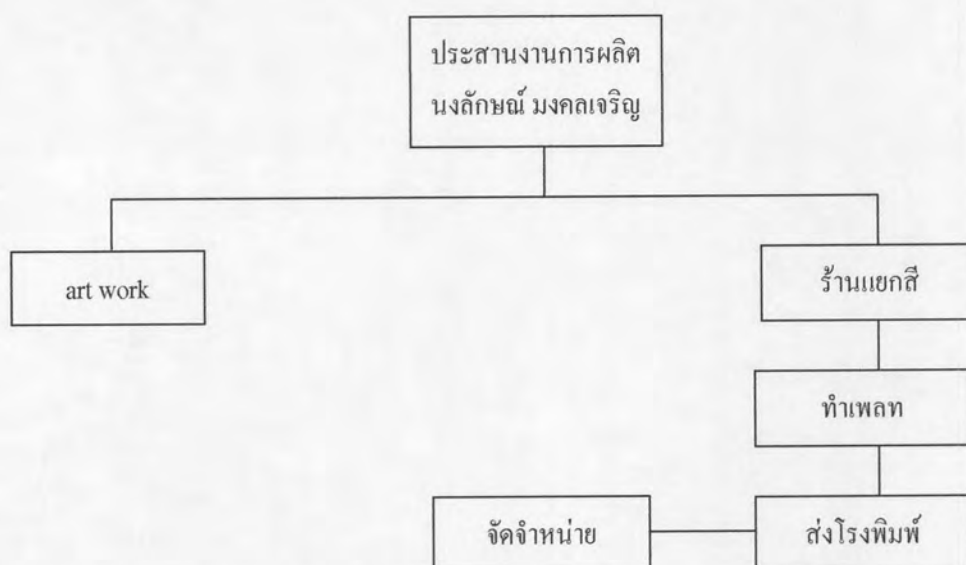 ประสานงานการผลิต
นงลักษณ์ มงคลเจริญ
art work
ร้านแยกสี
ทำเพลท
จัดจำหน่าย
ส่งโรงพิมพ์